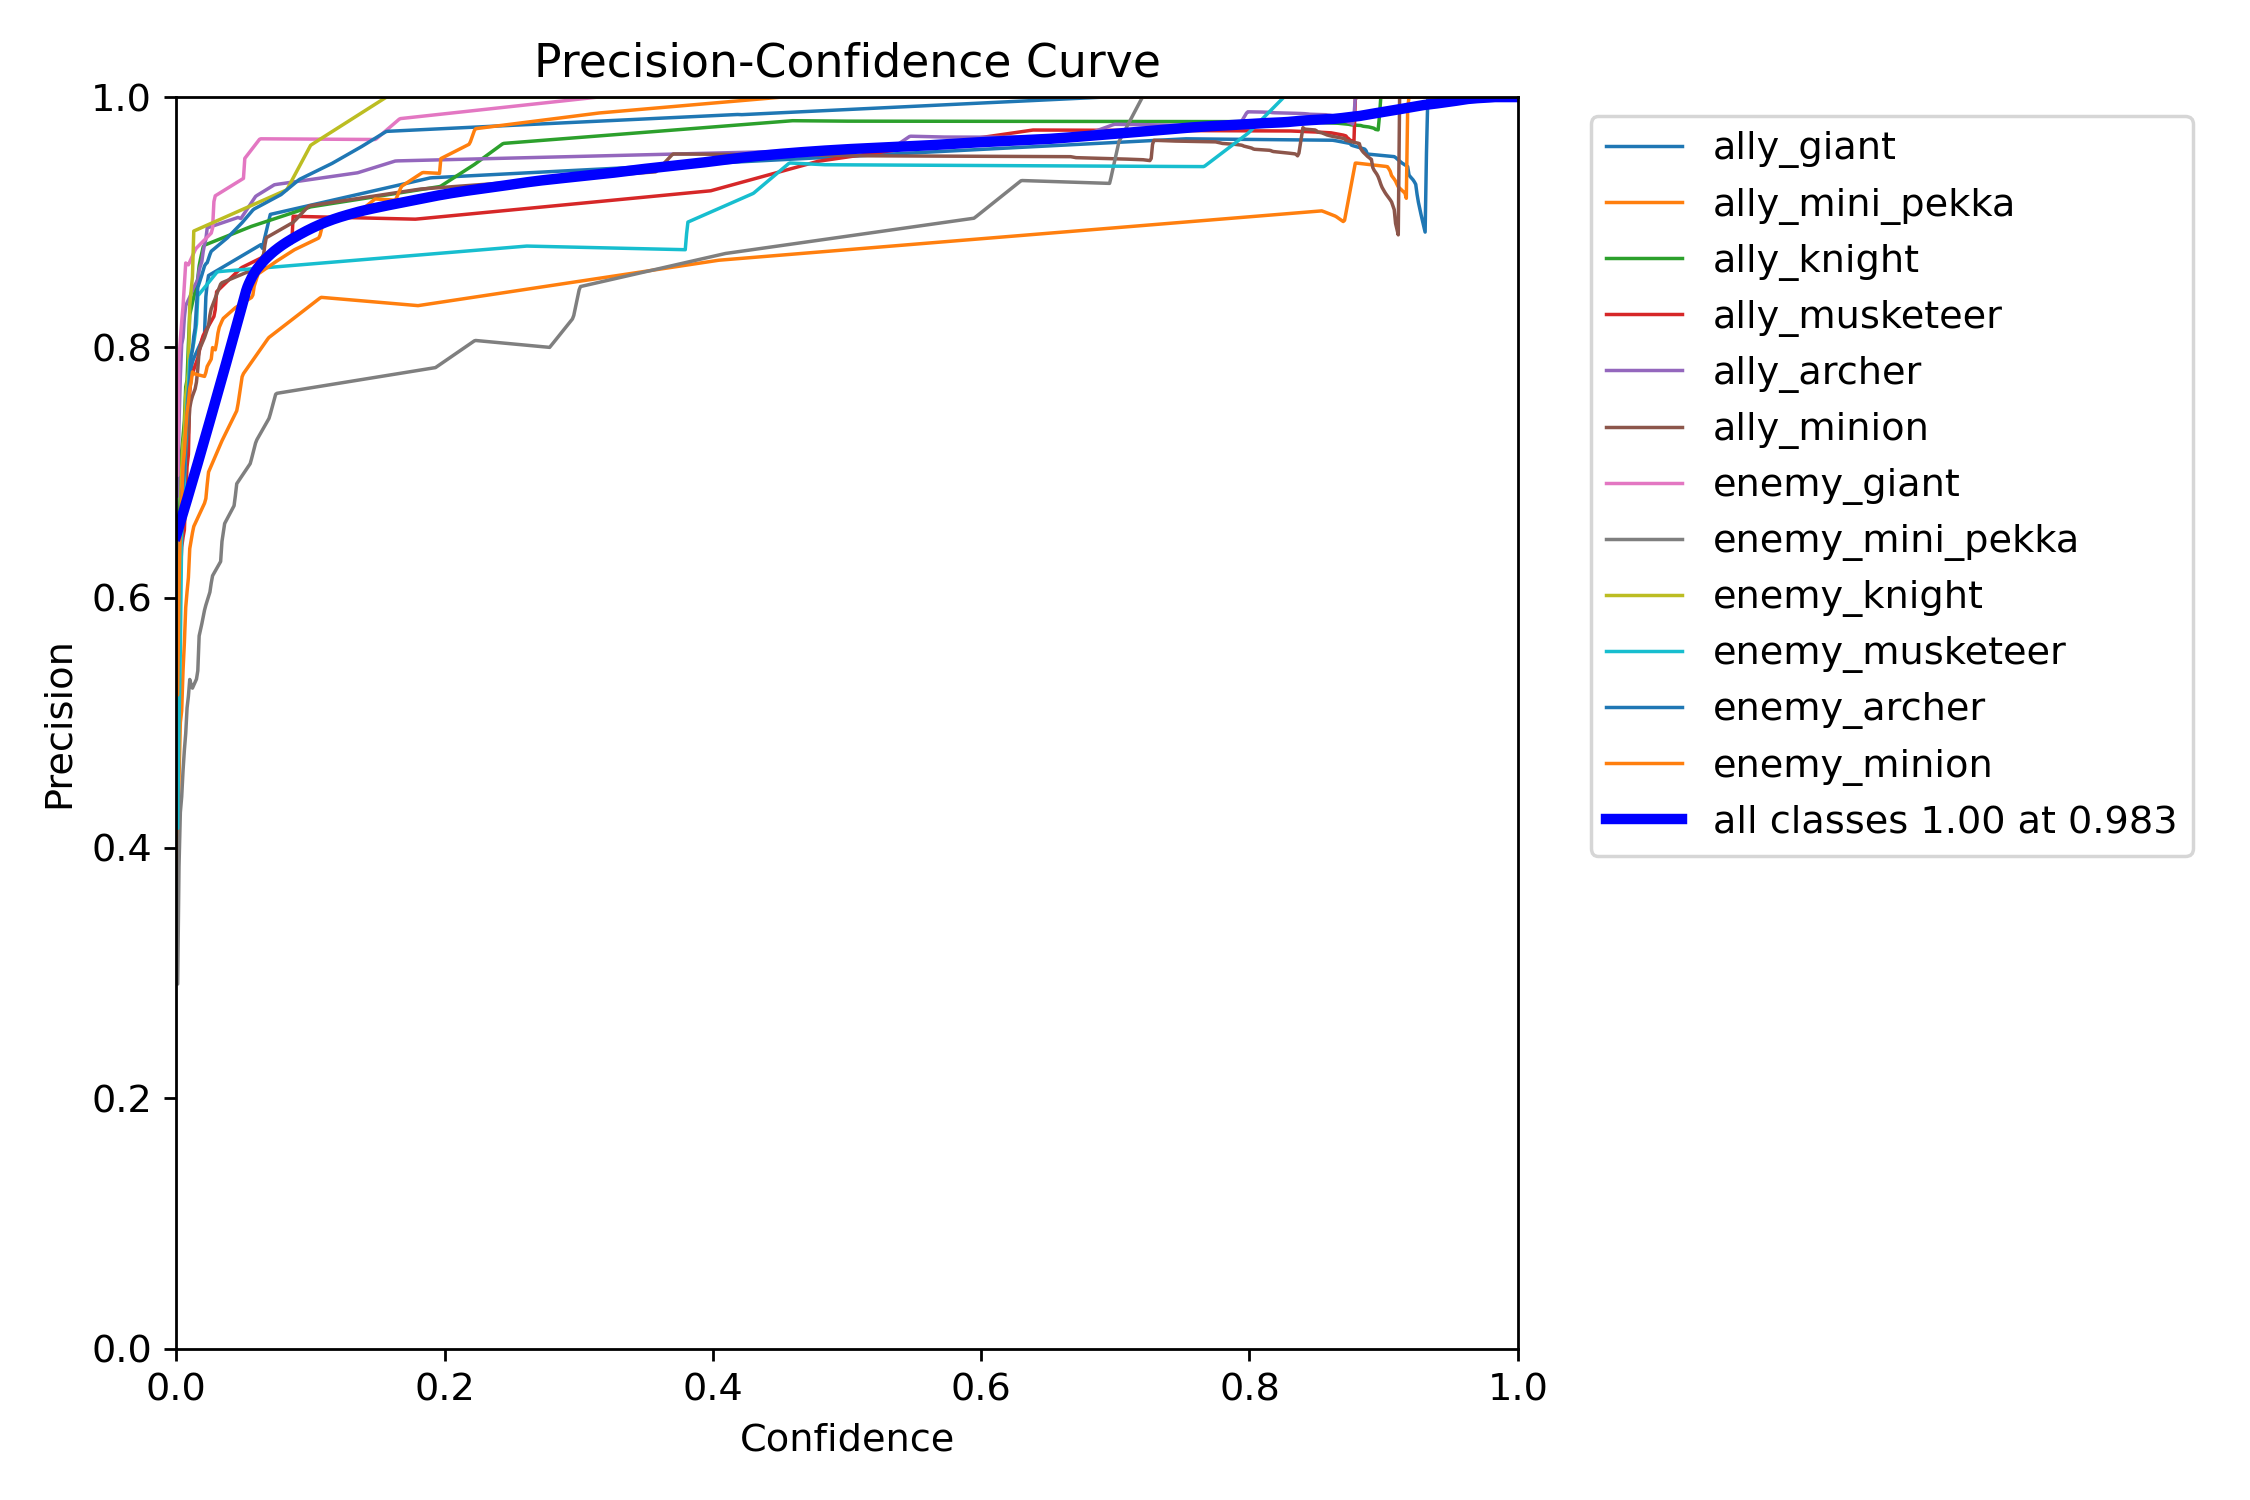 Precision-Confidence Curve
1.0
0.8
0.6
0.4
0.2
0.0
Precision
0.0 0.2 0.4 0.6 0.8 1.0
Confidence
ally_giant
ally_mini_pekka
ally_knight
ally_musketeer
ally_archer
ally_minion
enemy_giant
enemy_mini_pekka
enemy_knight
enemy_musketeer
enemy_archer
enemy_minion
all classes 1.00 at 0.983